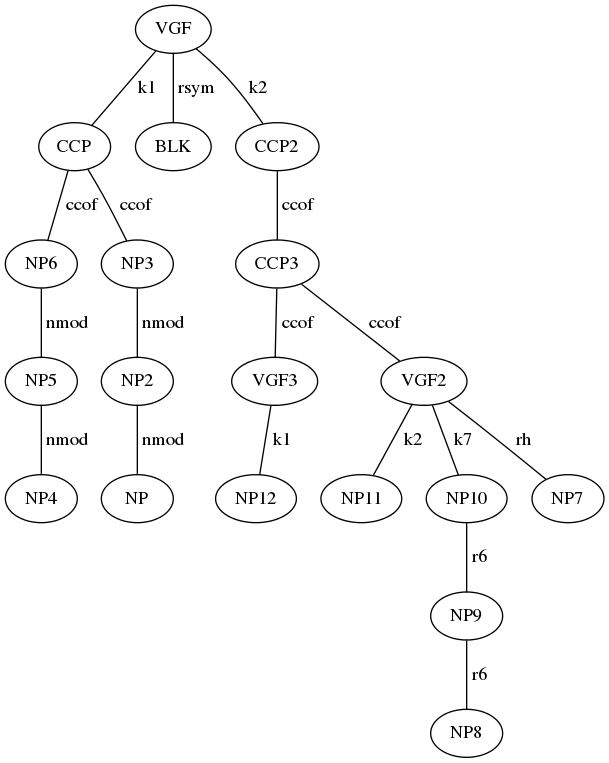 VGF
k1 rsym k2
CCP BLK CCP2
ccof ccof ccof
NP6 NP3 CCP3
nmod nmod ccof ccof
NP5 NP2 VGF3 VGF2
nmod nmod k1 k2 k7 rh
NP4 NP NP12 NP11 NP10 NP7
r6
NP9
r6
NP8